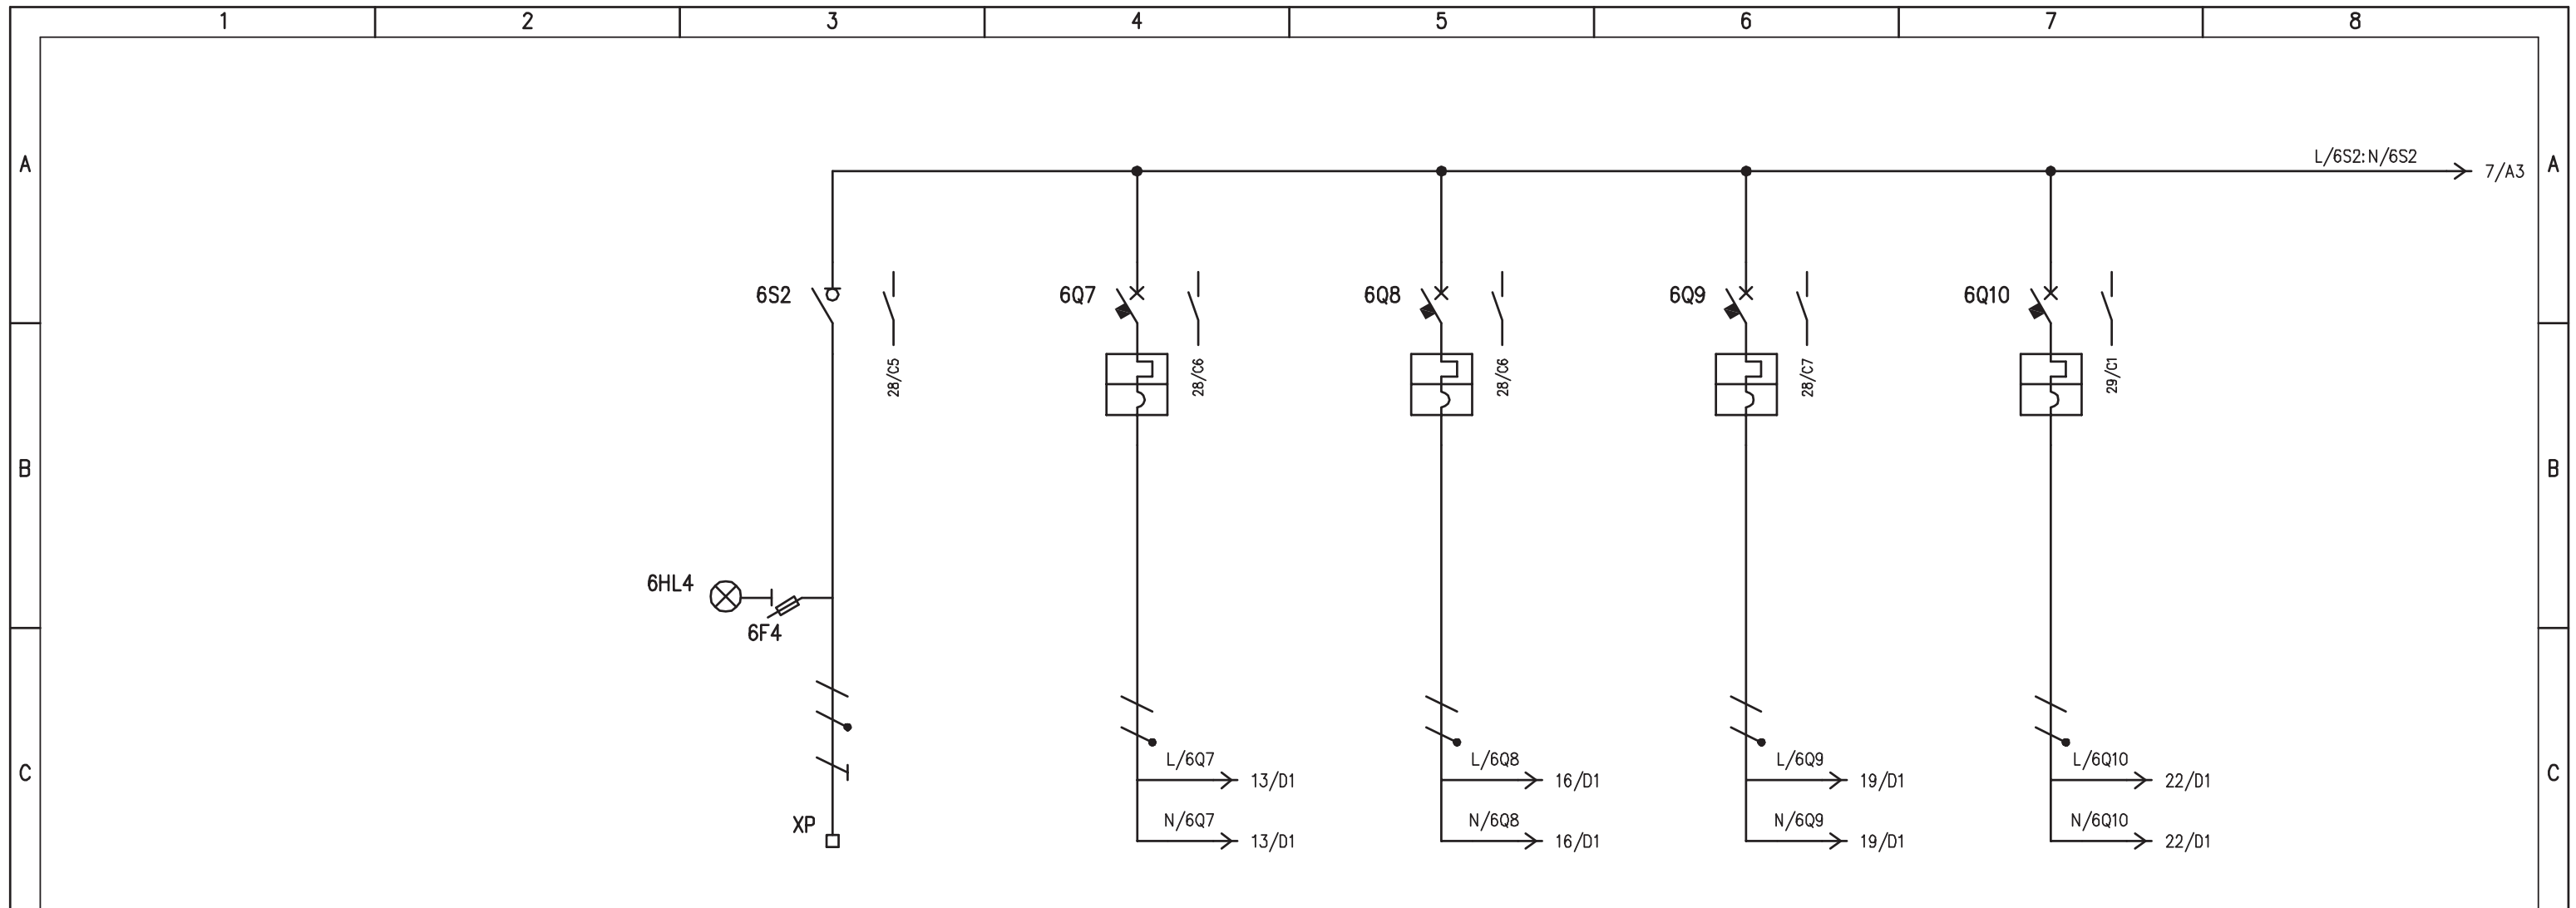 1 2 3 4 5 6 7 8
L/6S2:N/6S2
A 7/A3 A
6S2 6Q7 6Q8 6Q9 6Q10
28/C5 28/C6 28/C6 28/C7 29/C1
B B
6HL4
6F4
L/6Q7 L/6Q8 L/6Q9 L/6Q10
C 13/D1 16/D1 19/D1 22/D1 C
XP N/6Q7 N/6Q8 N/6Q9 N/6Q10
13/D1 16/D1 19/D1 22/D1